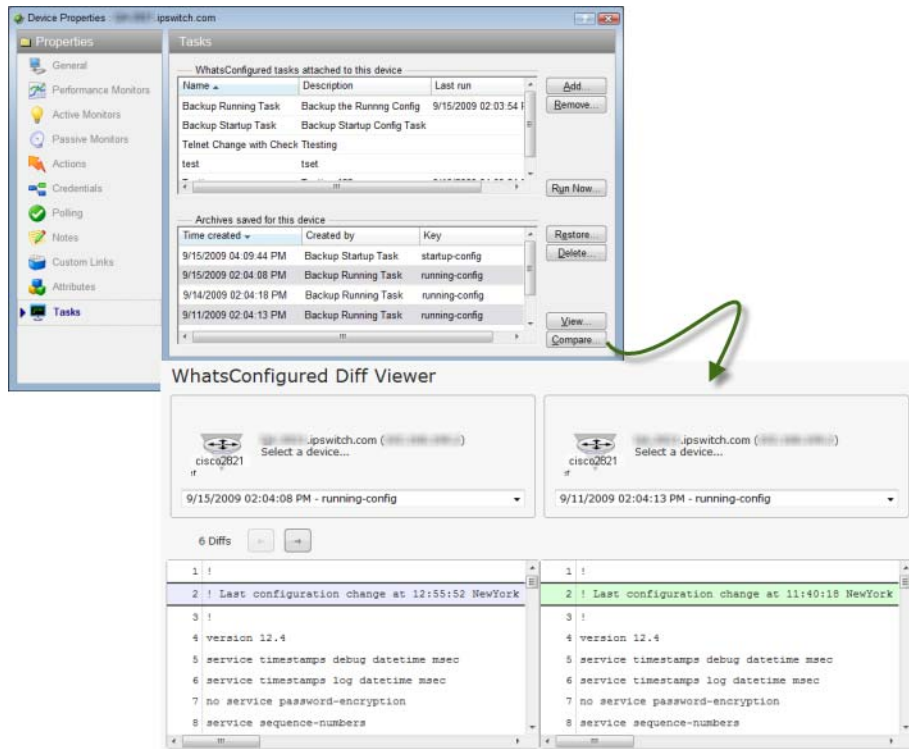 Device Properties : .ipswitch.com
Properties
General
Performance Monitors
Active Monitors
Passive Monitors
Actions
Credentials
Polling
Notes
Custom Links
Attributes
Tasks
Tasks
WhatsConfigured tasks attached to this device
Name Description Last run
Backup Running Task Backup the Runnng Config 9/15/2009 02:03:54
Backup Startup Task Backup Startup Config Task
Telnet Change with Check Ttesting
test tset
Add...
Remove...
Run Now...
Archives saved for this device
Time created Created by Key
9/15/2009 04:09:44 PM Backup Startup Task startup-config
9/15/2009 02:04:08 PM Backup Running Task running-config
9/14/2009 02:04:18 PM Backup Running Task running-config
9/11/2009 02:04:13 PM Backup Running Task running-config
Restore...
Delete...
View...
Compare...
WhatsConfigured Diff Viewer
.ipswitch.com ( )
Select a device...
cisco2821
9/15/2009 02:04:08 PM - running-config
.ipswitch.com ( )
Select a device...
cisco2821
9/11/2009 02:04:13 PM - running-config
6 Diffs
1 !
2 ! Last configuration change at 12:55:52 NewYork
3 !
4 version 12.4
5 service timestamps debug datetime msec
6 service timestamps log datetime msec
7 no service password-encryption
8 service sequence-numbers
1 !
2 ! Last configuration change at 11:40:18 NewYork
3 !
4 version 12.4
5 service timestamps debug datetime msec
6 service timestamps log datetime msec
7 no service password-encryption
8 service sequence-numbers